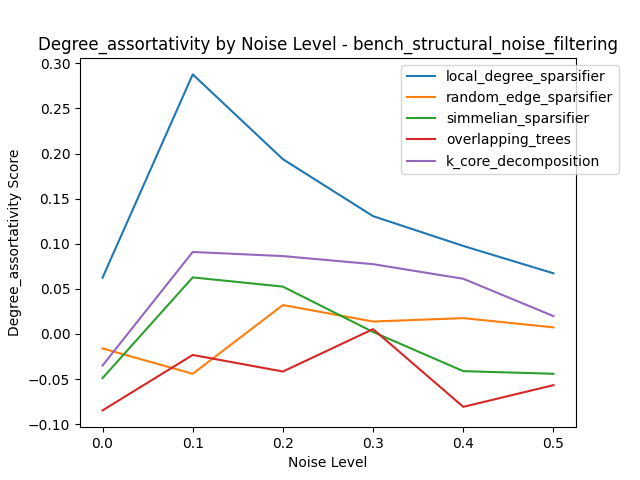 Degree_assortativity by Noise Level - bench_structural_noise_filtering
Degree_assortativity Score
0.30
0.25
0.20
0.15
0.10
0.05
0.00
−0.05
−0.10
local_degree_sparsifier
random_edge_sparsifier
simmelian_sparsifier
overlapping_trees
k_core_decomposition
0.0 0.1 0.2 0.3 0.4 0.5
Noise Level